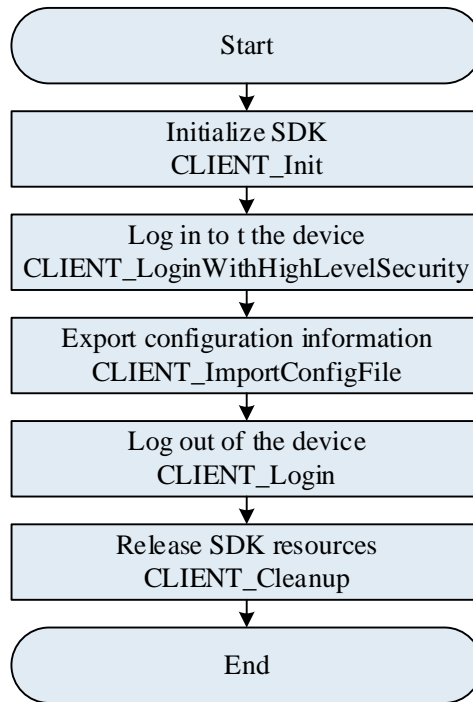 Start
Initialize SDK
CLIENT_Init
Log in to t the device
CLIENT_LoginWithHighLevelSecurity
Export configuration information
CLIENT_ImportConfigFile
Log out of the device
CLIENT_Login
Release SDK resources
CLIENT_Cleanup
End